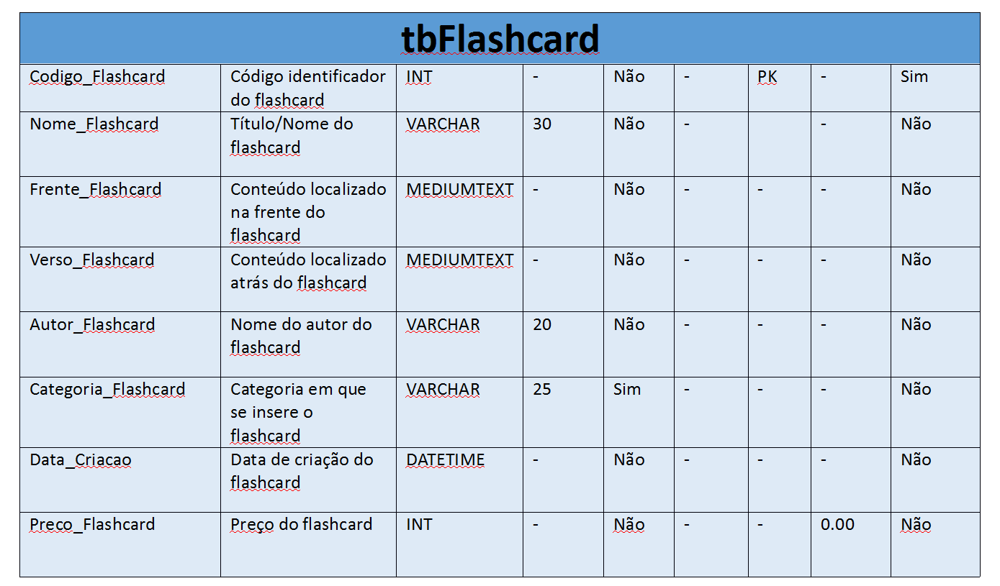 tbFlashcard
Codigo_Flashcard Código identificador do flashcard INT - Não - PK - Sim
Nome_Flashcard Título/Nome do flashcard VARCHAR 30 Não - - Não
Frente_Flashcard Conteúdo localizado na frente do flashcard MEDIUMTEXT - Não - - - Não
Verso_Flashcard Conteúdo localizado atrás do flashcard MEDIUMTEXT - Não - - - Não
Autor_Flashcard Nome do autor do flashcard VARCHAR 20 Não - - - Não
Categoria_Flashcard Categoria em que se insere o flashcard VARCHAR 25 Sim - - - Não
Data_Criacao Data de criação do flashcard DATETIME - Não - - - Não
Preco_Flashcard Preço do flashcard INT - Não - - 0.00 Não